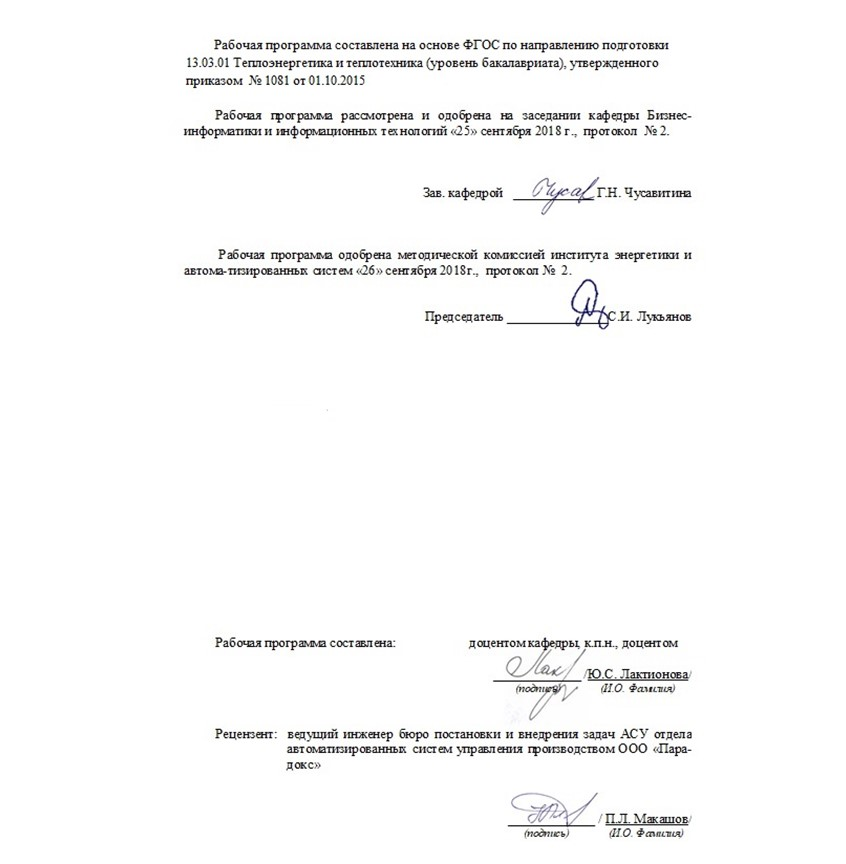 Рабочая программа составлена на основе ФГОС по направлению подготовки
13.03.01 Теплоэнергетика и теплотехника (уровень бакалавриата), утвержденного
приказом № 1081 от 01.10.2015
Рабочая программа рассмотрена и одобрена на заседании кафедры Бизнес-
информатики и информационных технологий «25» сентября 2018 г., протокол № 2.
Зав. кафедрой Чусав Г.Н. Чусавитина
Рабочая программа одобрена методической комиссией института энергетики и
автома-тизированных систем «26» сентября 2018г., протокол № 2.
Председатель С.И. Лукьянов
Рабочая программа составлена: доцентом кафедры, к.п.н., доцентом
Лак /Ю.С. Лактионова/
(подпись) (И.О. Фамилия)
Рецензент: ведущий инженер бюро постановки и внедрения задач АСУ отдела
автоматизированных систем управления производством ООО «Пара-
докс»
/ П.Л. Макашов/
(подпись) (И.О. Фамилия)